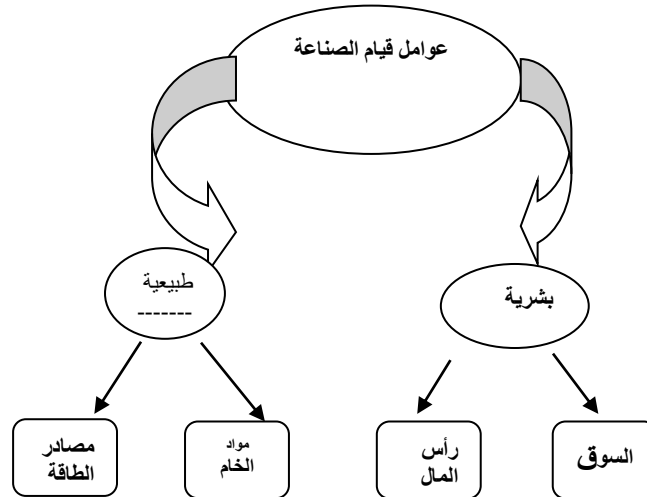 عوامل قيام الصناعة
بشرية
طبيعية
-------
السوق
رأس
المال
مواد
الخام
مصادر
الطاقة